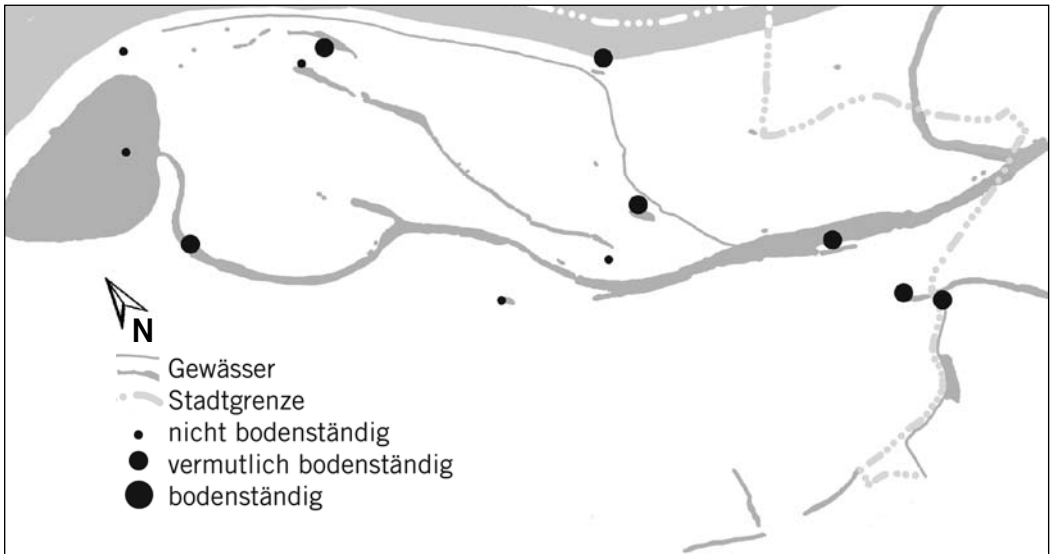 N
Gewässer
Stadtgrenze
nicht bodenständig
vermutlich bodenständig
bodenständig